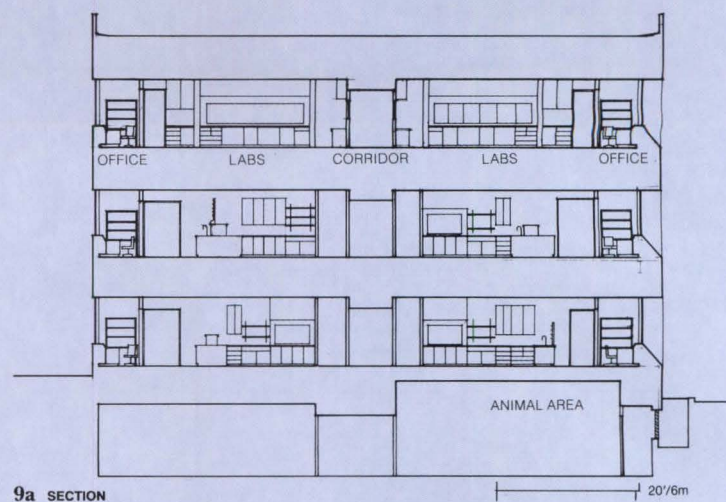 OFFICE LABS CORRIDOR LABS OFFICE
ANIMAL AREA
9a SECTION 20'/6m